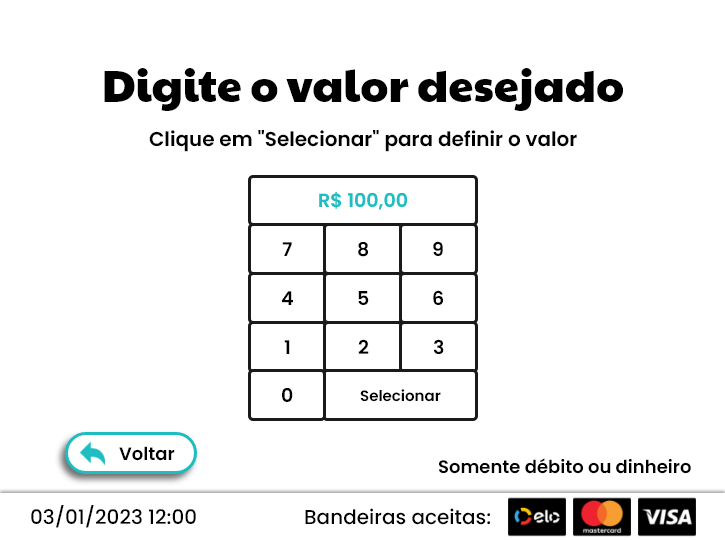 Digite o valor desejado
Clique em "Selecionar" para definir o valor
R$ 100,00
7 8 9
4 5 6
1 2 3
0 Selecionar
Voltar
Somente débito ou dinheiro
03/01/2023 12:00 Bandeiras aceitas: elo mastercard VISA